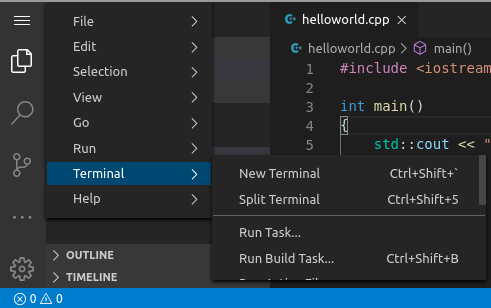 File
Edit
Selection
View
Go
Run
Terminal
Help
OUTLINE
TIMELINE
0 0
helloworld.cpp
helloworld.cpp > main()
1 #include <iostream
2
3 int main()
4 {
5 std::cout << "
New Terminal Ctrl+Shift+`
Split Terminal Ctrl+Shift+5
Run Task...
Run Build Task... Ctrl+Shift+B